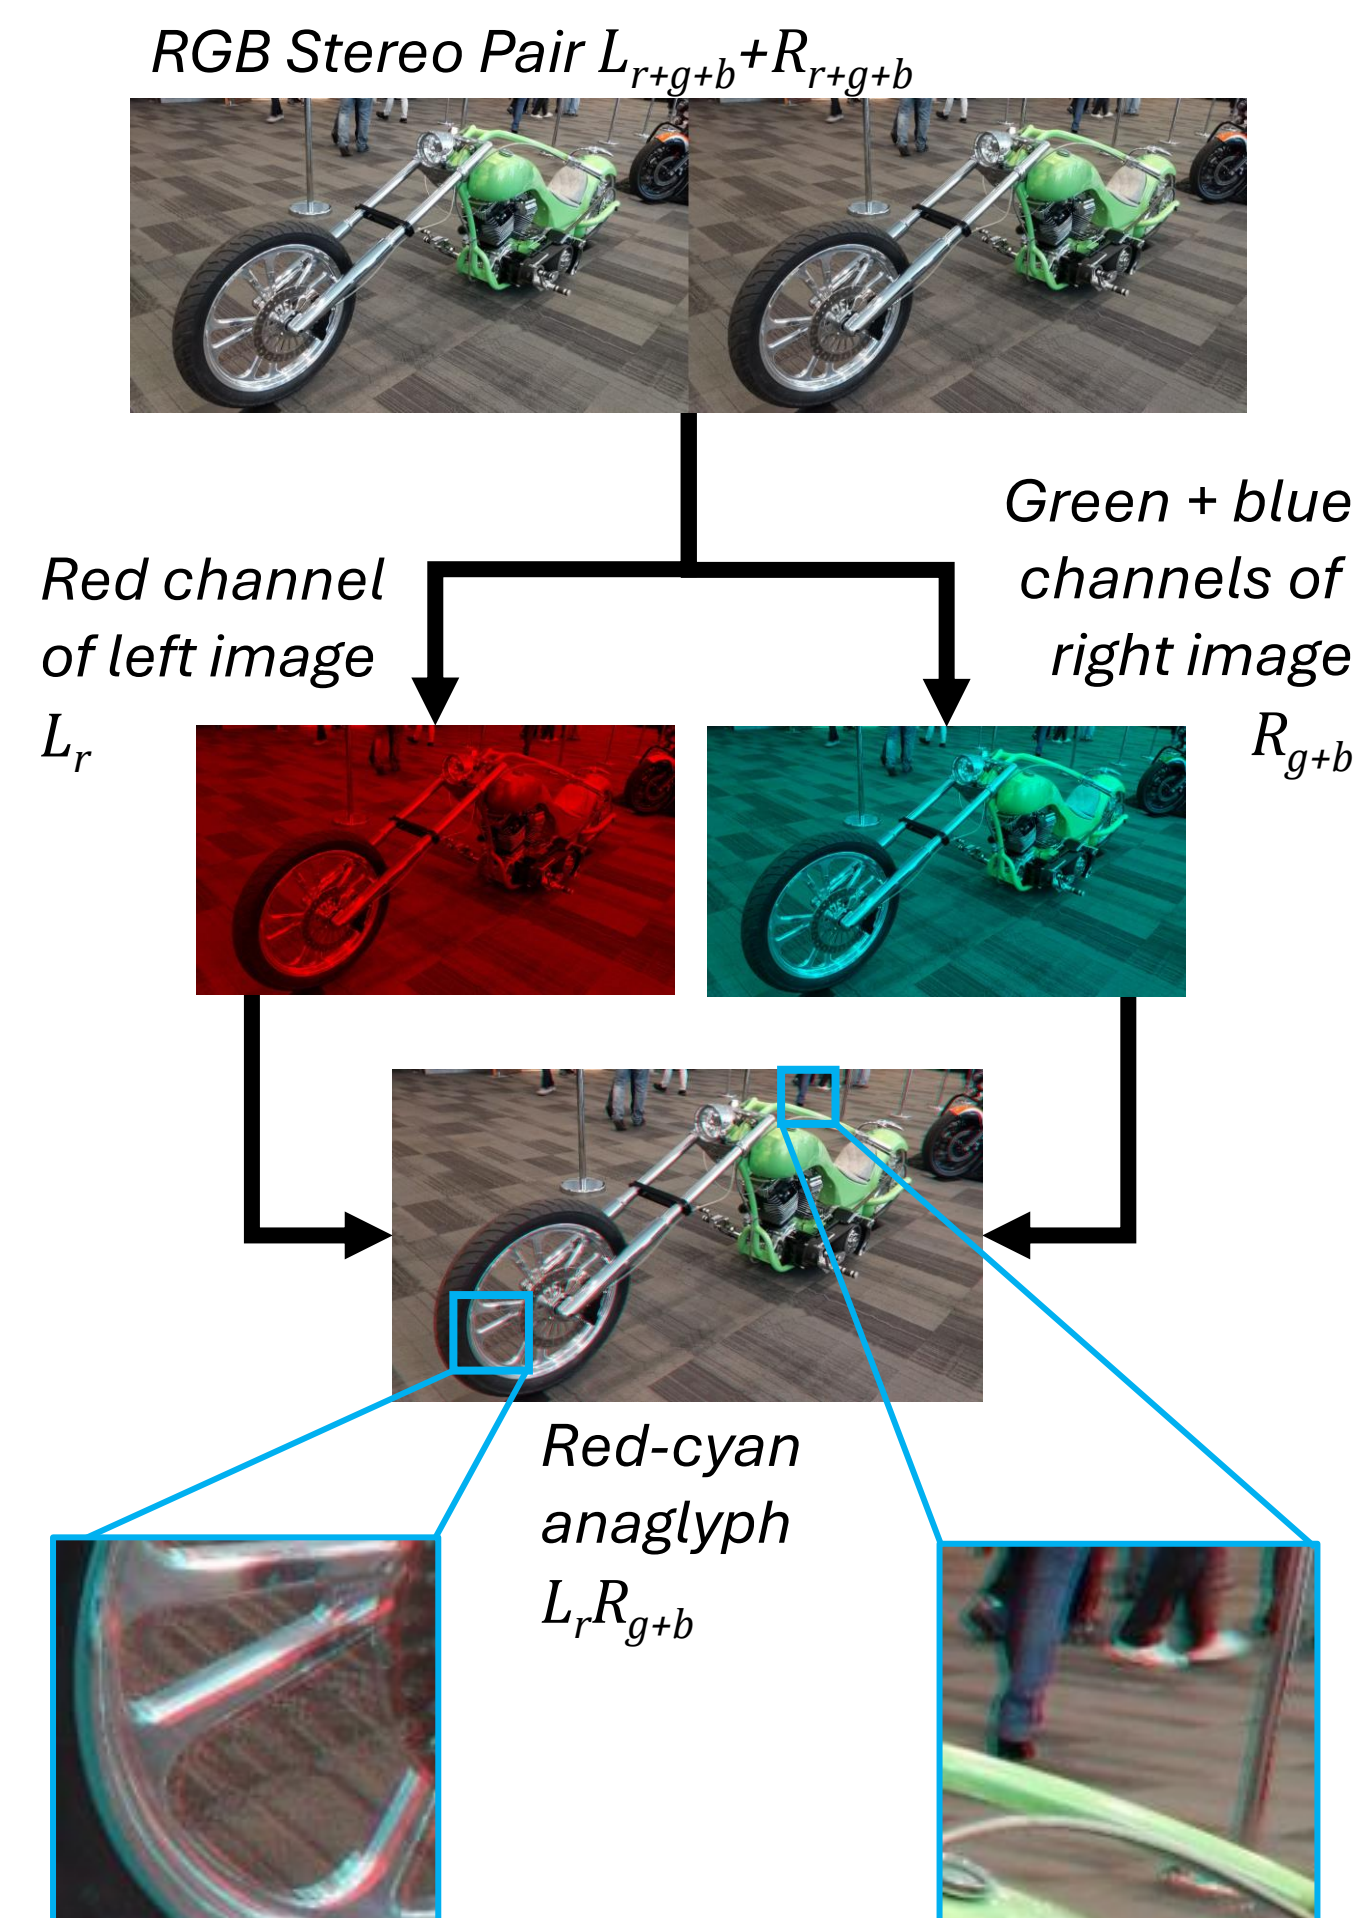 RGB Stereo Pair L_{r+g+b}+R_{r+g+b}
Red channel
of left image
L_r
Green + blue
channels of
right image
R_{g+b}
Red-cyan
anaglyph
L_rR_{g+b}